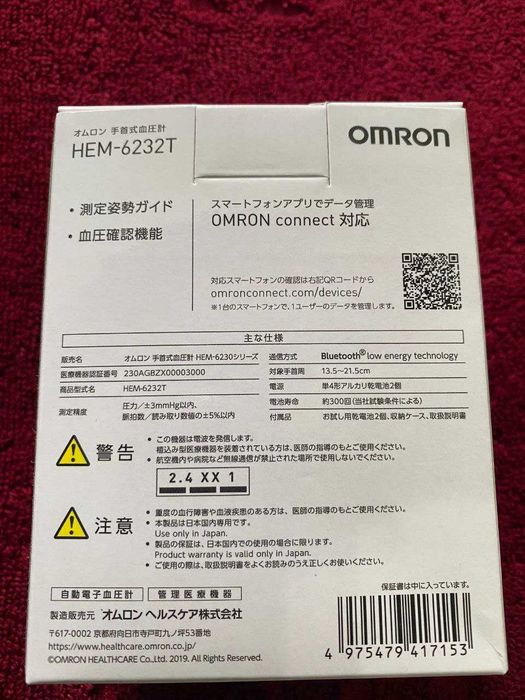 オムロン 手首式血圧計
HEM-6232T
OMRON
・測定姿勢ガイド
・血圧確認機能
スマートフォンアプリでデータ管理
OMRON connect 対応
対応スマートフォンの確認は右記QRコードから
omronconnect.com/devices/
※1台のスマートフォンで、1ユーザーのデータを管理します。
主な仕様
販売名 オムロン 手首式血圧計 HEM-6230シリーズ
医療機器認証番号 230AGBZX00003000
商品型式名 HEM-6232T
測定精度 圧力/±3mmHg以内、
脈拍数/読み取り数値の±5%以内
通信方式 Bluetooth® low energy technology
対象手首周 13.5～21.5cm
電源 単4形アルカリ乾電池2個
電池寿命 約300回(当社試験条件による)
付属品 お試し用乾電池2個、収納ケース、取扱説明書
警告
・この機器は電波を発信します。
植込み型医療機器を装着されている方は、医師の指導のもとご使用ください。
・航空機内や病院など無線通信が禁止された場所で使用しないでください。
2.4 XX 1
注意
・重度の血行障害や血液疾患のある方は、医師の指導のもとご使用ください。
・本製品は日本国内専用です。
Use only in Japan.
・製品の保証は、日本国内での使用の場合に限ります。
Product warranty is valid only in Japan.
・ご使用の際は、取扱説明書をよくお読みのうえ正しくお使いください。
自動電子血圧計 管理医療機器
保証書は中に入っています。
製造販売元 オムロン ヘルスケア株式会社
〒617-0002 京都府向日市寺戸町九ノ坪53番地
https://www.healthcare.omron.co.jp/
©OMRON HEALTHCARE Co.,Ltd. 2019. All Rights Reserved.
4 975479 417153